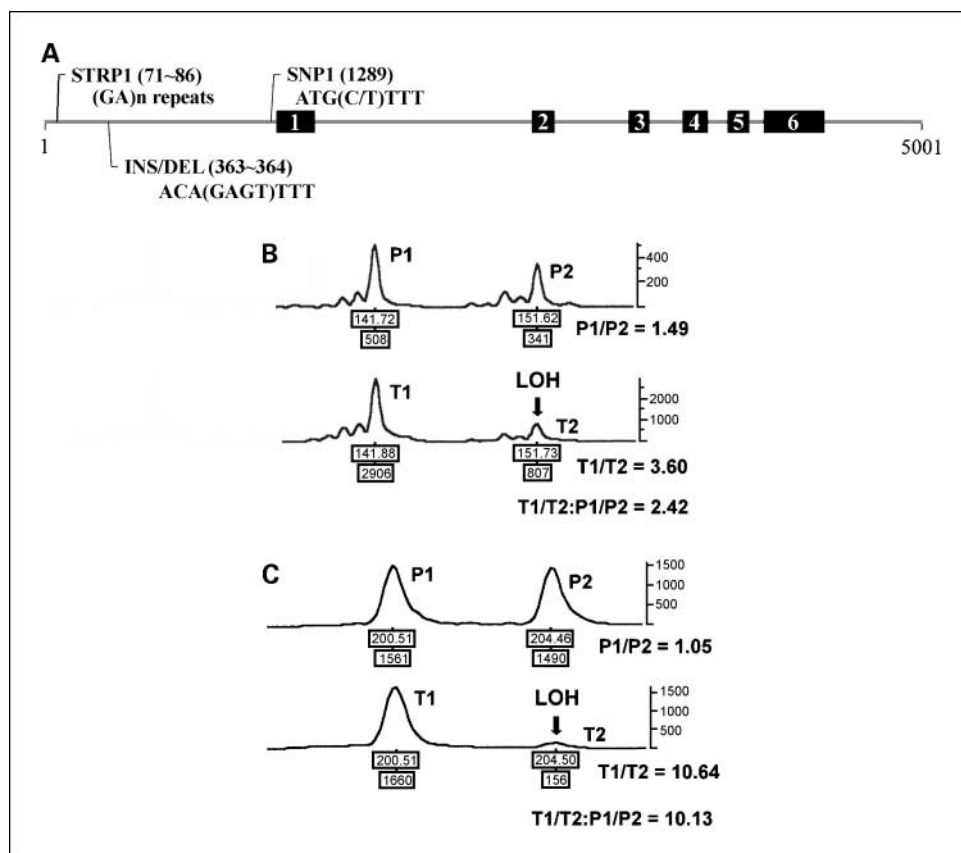 A
STRP1 (71~86)
(GA)n repeats
SNP1 (1289)
ATG(C/T)TTT
1 2 3 4 5 6
1
5001
INS/DEL (363~364)
ACA(GAGT)TTT
B
P1
P2
400
200
141.72
508
151.62
341
P1/P2 = 1.49
T1
LOH
T2
2000
1000
141.88
2906
151.73
807
T1/T2 = 3.60
T1/T2:P1/P2 = 2.42
C
P1
P2
1500
1000
500
200.51
1561
204.46
1490
P1/P2 = 1.05
T1
LOH
T2
1500
1000
500
200.51
1660
204.50
156
T1/T2 = 10.64
T1/T2:P1/P2 = 10.13